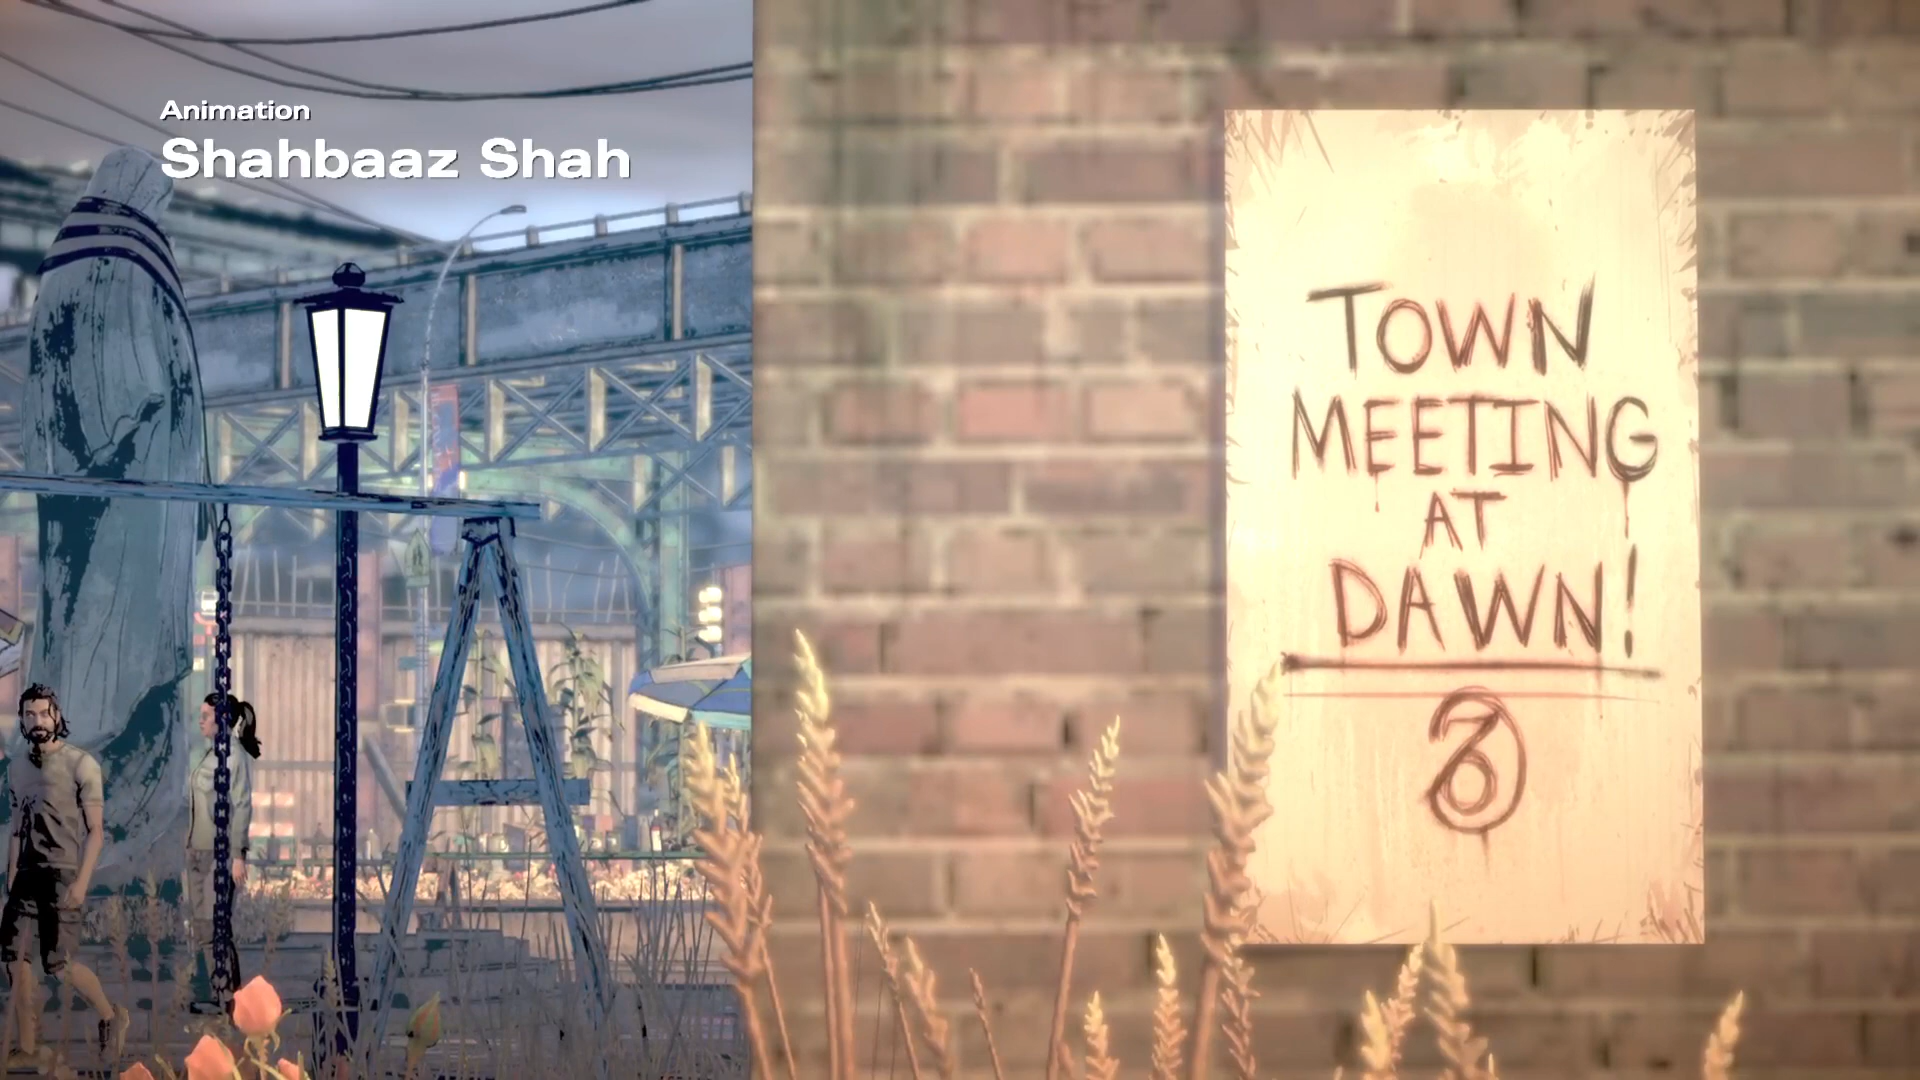 Animation
Shahbaaz Shah
TOWN
MEETING
AT
DAWN!